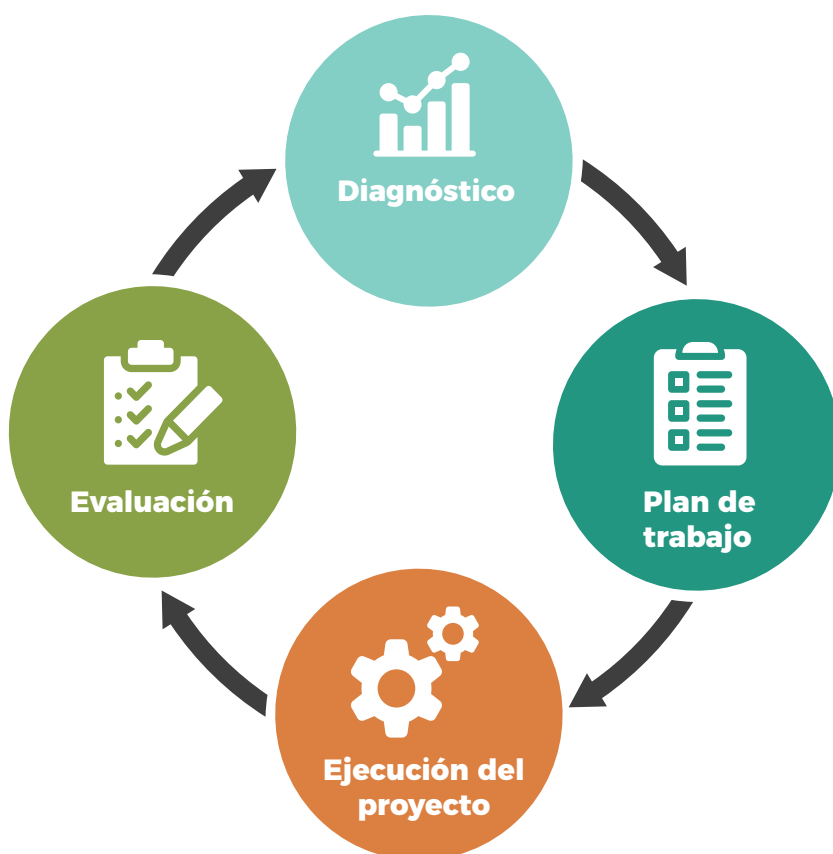 Diagnóstico
Plan de
trabajo
Ejecución del
proyecto
Evaluación